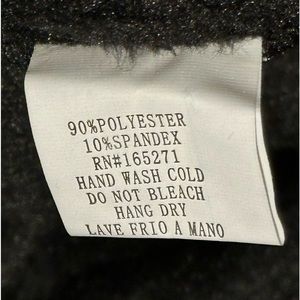 90%POLYESTER
10%SPANDEX
RN#165271
HAND WASH COLD
DO NOT BLEACH
HANG DRY
LAVE FRIO A MANO